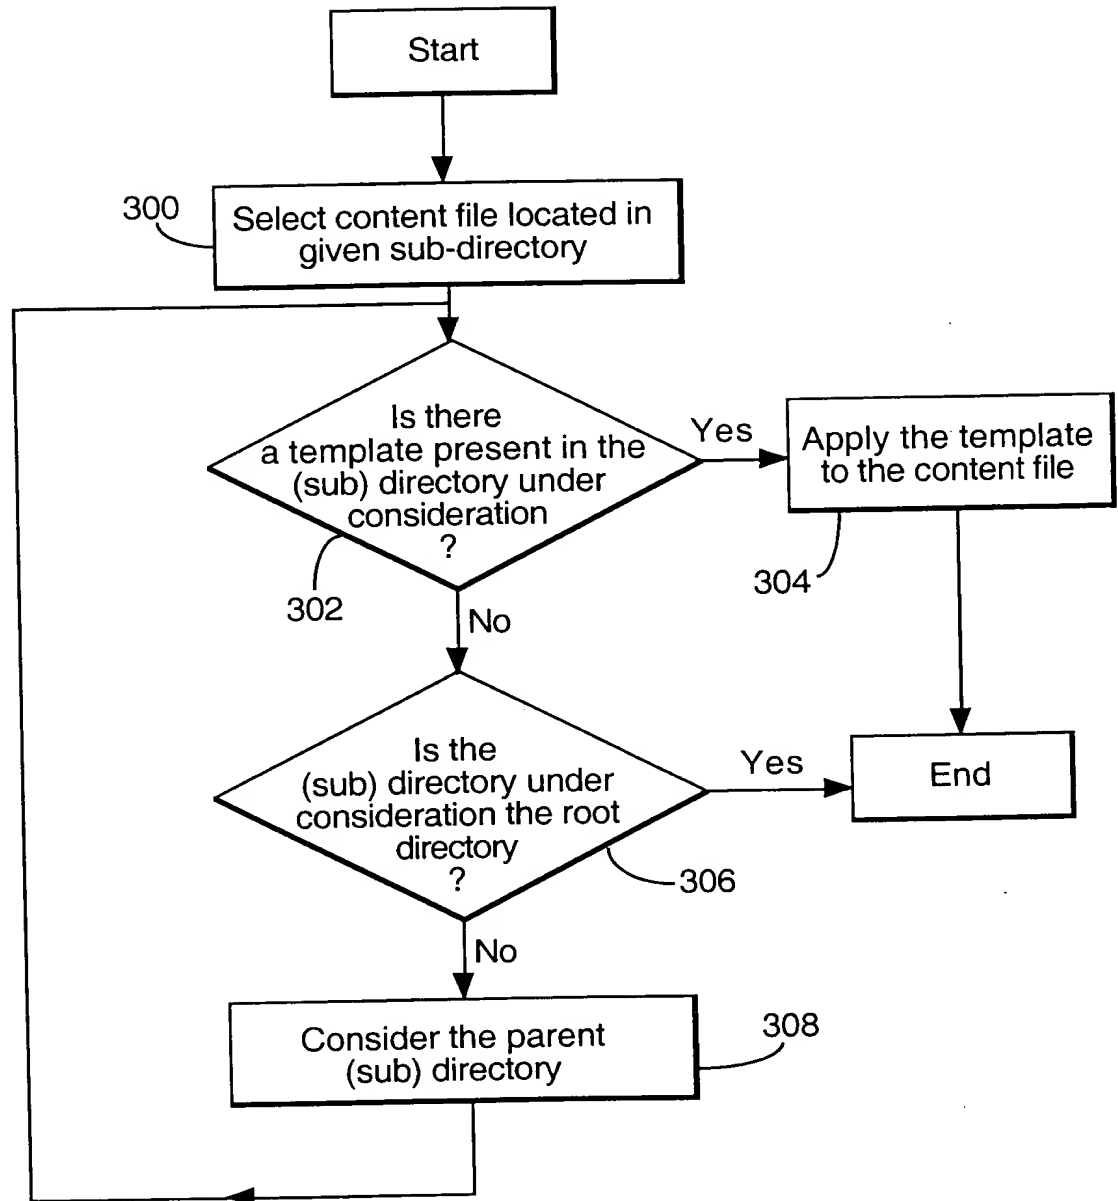 Start
300
Select content file located in
given sub-directory
Is there
a template present in the
(sub) directory under
consideration
?
302
Yes
Apply the template
to the content file
304
No
Is the
(sub) directory under
consideration the root
directory
?
306
Yes
End
No
Consider the parent
(sub) directory
308